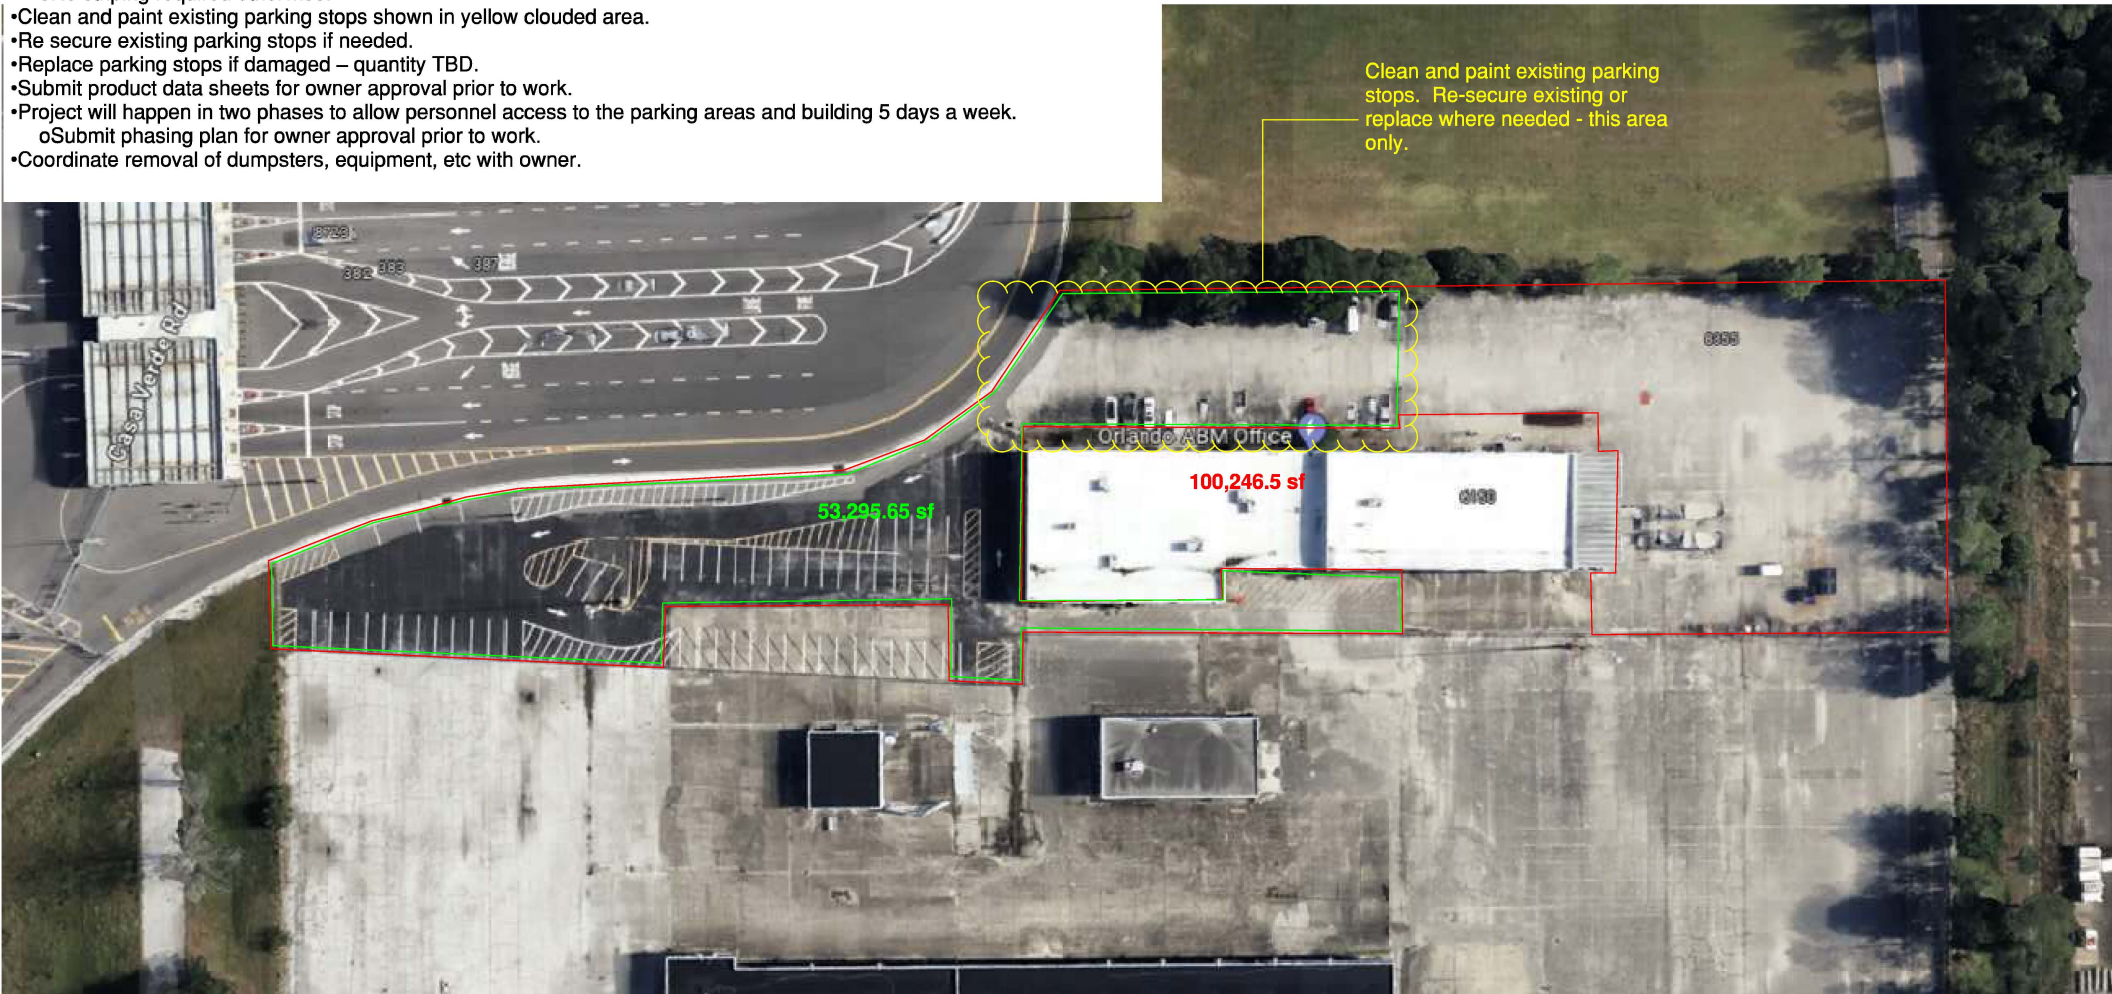 •Clean and paint existing parking stops shown in yellow clouded area.
•Re secure existing parking stops if needed.
•Replace parking stops if damaged – quantity TBD.
•Submit product data sheets for owner approval prior to work.
•Project will happen in two phases to allow personnel access to the parking areas and building 5 days a week.
oSubmit phasing plan for owner approval prior to work.
•Coordinate removal of dumpsters, equipment, etc with owner.
Clean and paint existing parking
stops. Re-secure existing or
replace where needed - this area
only.
8723
382
383
387
Casa Verde Rd
8355
Orlando ABM Office
100,246.5 sf
53,295.65 sf